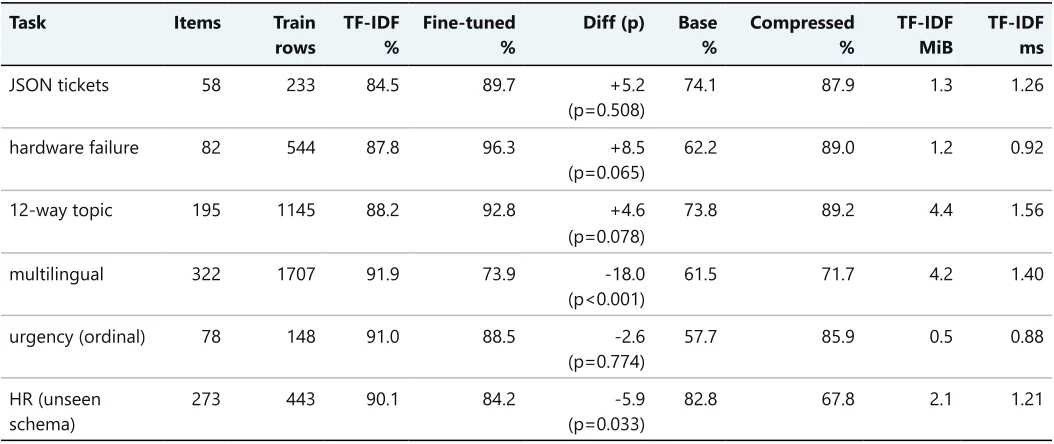 Task Items Train rows TF-IDF % Fine-tuned % Diff (p) Base % Compressed % TF-IDF MiB TF-IDF ms
JSON tickets 58 233 84.5 89.7 +5.2 (p=0.508) 74.1 87.9 1.3 1.26
hardware failure 82 544 87.8 96.3 +8.5 (p=0.065) 62.2 89.0 1.2 0.92
12-way topic 195 1145 88.2 92.8 +4.6 (p=0.078) 73.8 89.2 4.4 1.56
multilingual 322 1707 91.9 73.9 -18.0 (p<0.001) 61.5 71.7 4.2 1.40
urgency (ordinal) 78 148 91.0 88.5 -2.6 (p=0.774) 57.7 85.9 0.5 0.88
HR (unseen schema) 273 443 90.1 84.2 -5.9 (p=0.033) 82.8 67.8 2.1 1.21